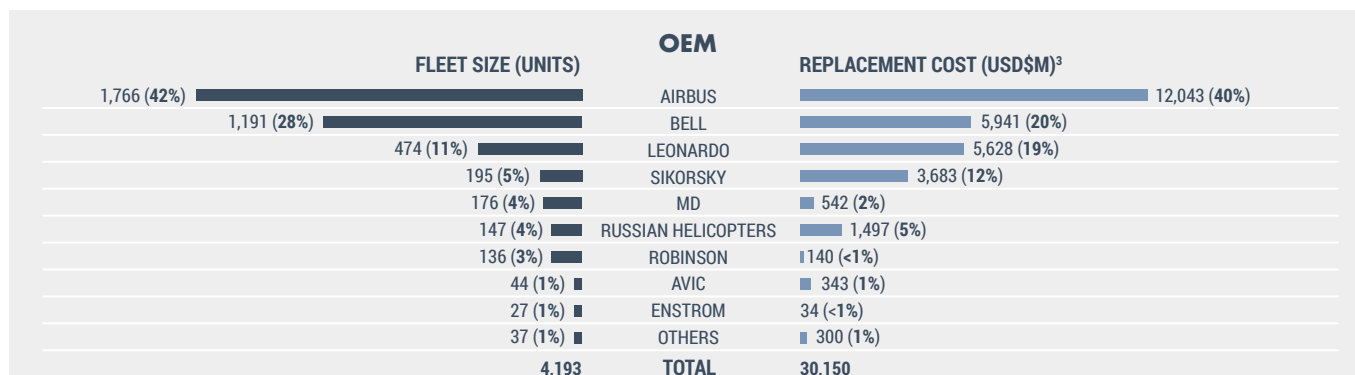 OEM
FLEET SIZE (UNITS) REPLACEMENT COST (USD$M)³
1,766 (42%) AIRBUS 12,043 (40%)
1,191 (28%) BELL 5,941 (20%)
474 (11%) LEONARDO 5,628 (19%)
195 (5%) SIKORSKY 3,683 (12%)
176 (4%) MD 542 (2%)
147 (4%) RUSSIAN HELICOPTERS 1,497 (5%)
136 (3%) ROBINSON 140 (<1%)
44 (1%) AVIC 343 (1%)
27 (1%) ENSTROM 34 (<1%)
37 (1%) OTHERS 300 (1%)
4,193 TOTAL 30,150